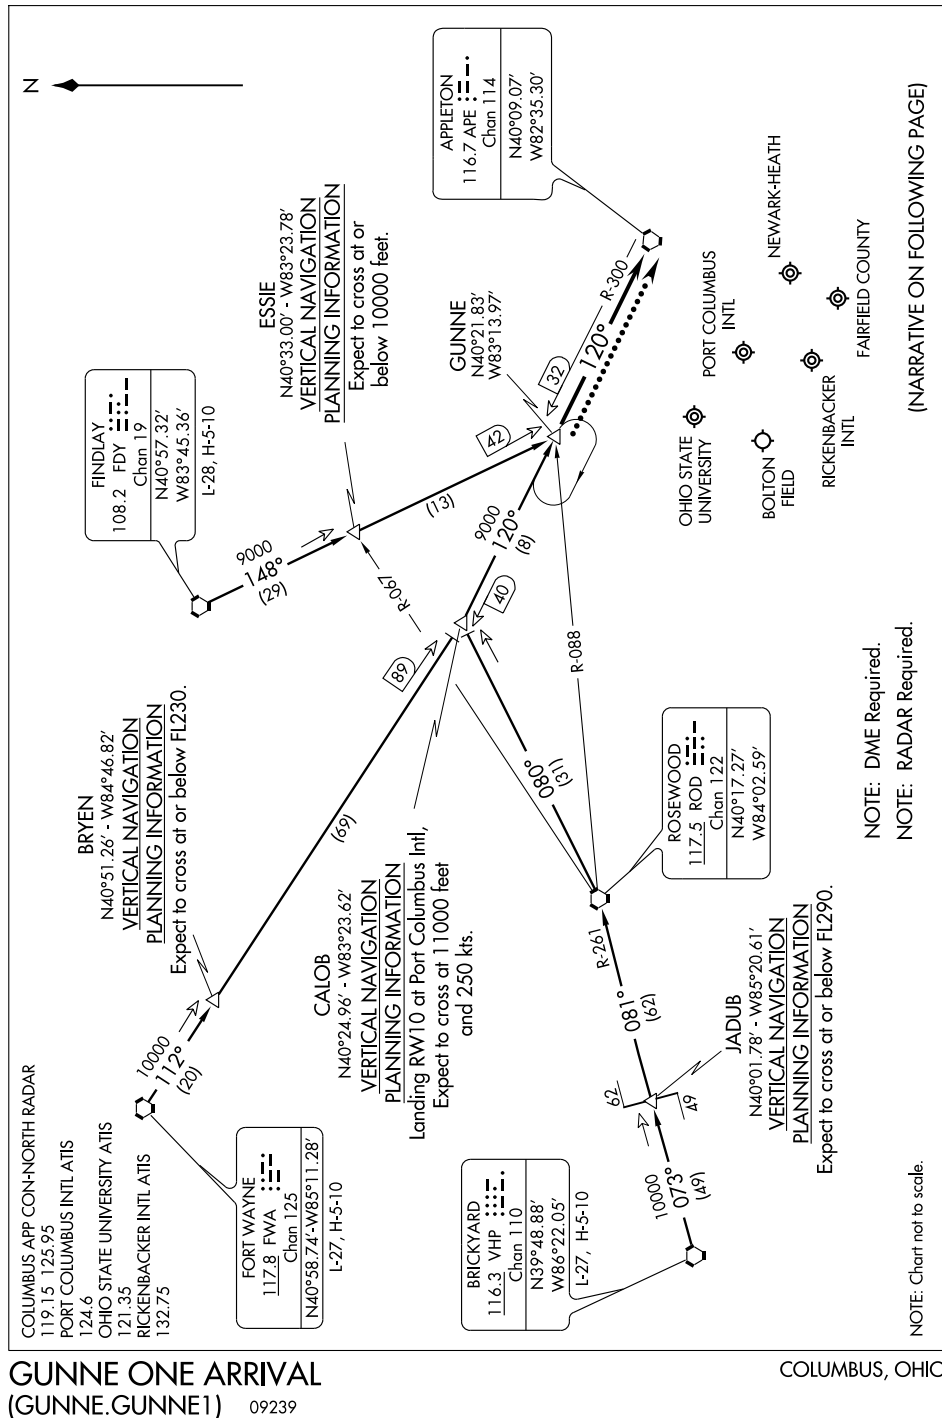 COLUMBUS APP CON-NORTH RADAR
119.15 125.95
PORT COLUMBUS INTL ATIS
124.6
OHIO STATE UNIVERSITY ATIS
121.35
RICKENBACKER INTL ATIS
132.75
N
FORT WAYNE
117.8 FWA
Chan 125
N40°58.74'-W85°11.28'
L-27, H-5-10
10000
112°
(20)
BRYEN
N40°51.26' - W84°46.82'
VERTICAL NAVIGATION
PLANNING INFORMATION
Expect to cross at or below FL230.
(69)
89
FINDLAY
108.2 FDY
Chan 19
N40°57.32'
W83°45.36'
L-28, H-5-10
9000
148°
(29)
ESSIE
N40°33.00' - W83°23.78'
VERTICAL NAVIGATION
PLANNING INFORMATION
Expect to cross at or
below 10000 feet.
(13)
42
R-067
CALOB
N40°24.96' - W83°23.62'
VERTICAL NAVIGATION
PLANNING INFORMATION
Landing RW10 at Port Columbus Intl,
Expect to cross at 11000 feet
and 250 kts.
40
9000
120°
(8)
GUNNE
N40°21.83'
W83°13.97'
32
120°
R-300
APPLETON
116.7 APE
Chan 114
N40°09.07'
W82°35.30'
BRICKYARD
116.3 VHP
Chan 110
N39°48.88'
W86°22.05'
L-27, H-5-10
10000
073°
(49)
62
49
JADUB
N40°01.78' - W85°20.61'
VERTICAL NAVIGATION
PLANNING INFORMATION
Expect to cross at or below FL290.
081°
(62)
R-261
ROSEWOOD
117.5 ROD
Chan 122
N40°17.27'
W84°02.59'
080°
(31)
R-088
OHIO STATE
UNIVERSITY
PORT COLUMBUS
INTL
NEWARK-HEATH
BOLTON
FIELD
RICKENBACKER
INTL
FAIRFIELD COUNTY
NOTE: DME Required.
NOTE: RADAR Required.
NOTE: Chart not to scale.
(NARRATIVE ON FOLLOWING PAGE)
GUNNE ONE ARRIVAL
(GUNNE.GUNNE1) 09239
COLUMBUS, OHIO